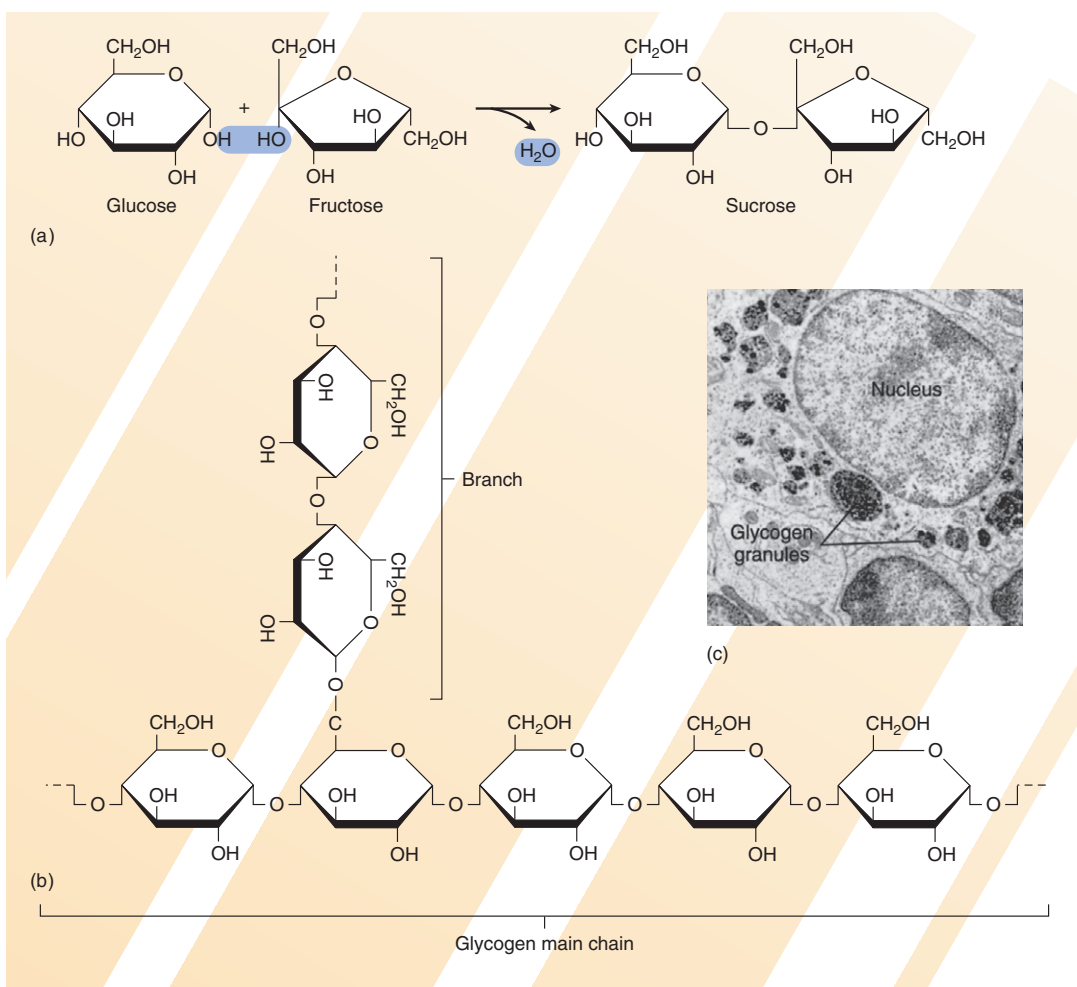 CH₂OH
O
OH
HO
OH
OH
Glucose
+
CH₂OH
O
HO
HO
CH₂OH
OH
Fructose
H₂O
CH₂OH
O
OH
HO
OH
O
CH₂OH
O
HO
CH₂OH
OH
Sucrose
(a)
O
OH
CH₂OH
OH
O
O
OH
CH₂OH
OH
O
O
Branch
Nucleus
Glycogen
granules
(c)
C
CH₂OH
CH₂OH
CH₂OH
CH₂OH
O
O
O
O
O
O
OH
O
OH
O
OH
O
OH
O
OH
O
OH
OH
OH
OH
OH
(b)
Glycogen main chain